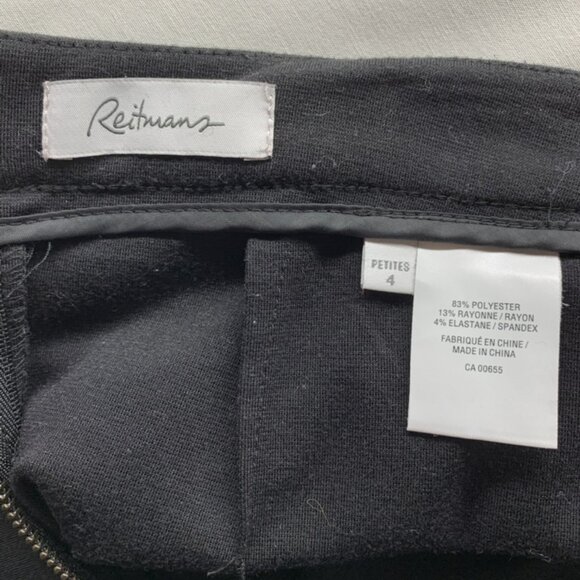 Reitmans
PETITES
4
83% POLYESTER
13% RAYONNE / RAYON
4% ELASTANE / SPANDEX
FABRIQUÉ EN CHINE /
MADE IN CHINA
CA 00655